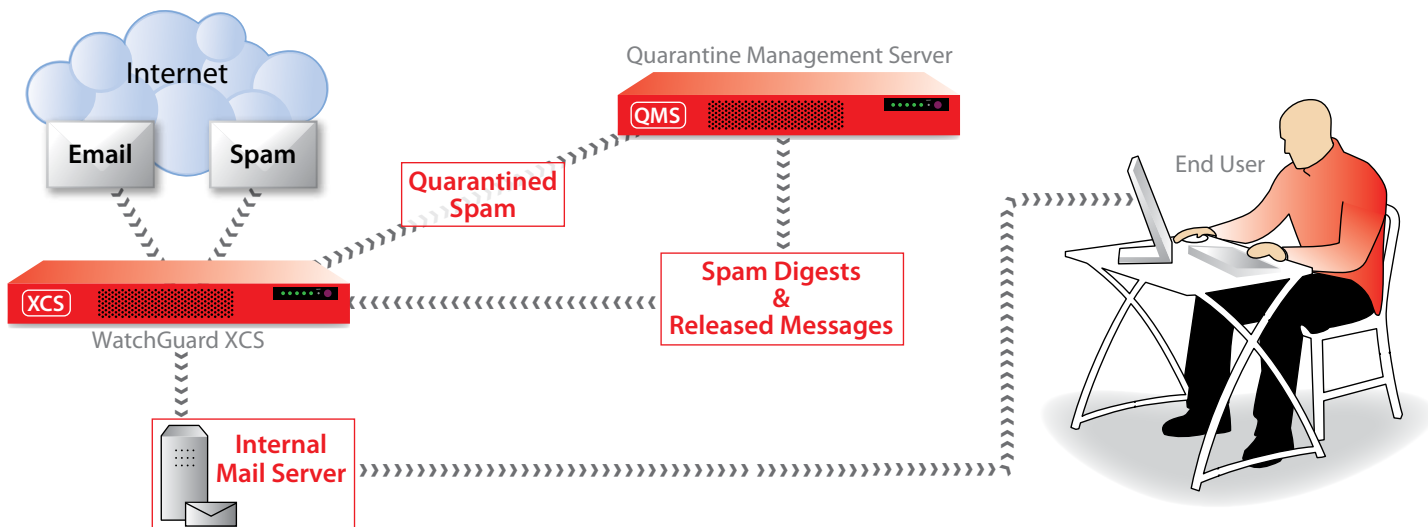 Internet
Email
Spam
Quarantine Management Server
QMS
Quarantined
Spam
End User
Spam Digests
&
Released Messages
XCS
WatchGuard XCS
Internal
Mail Server